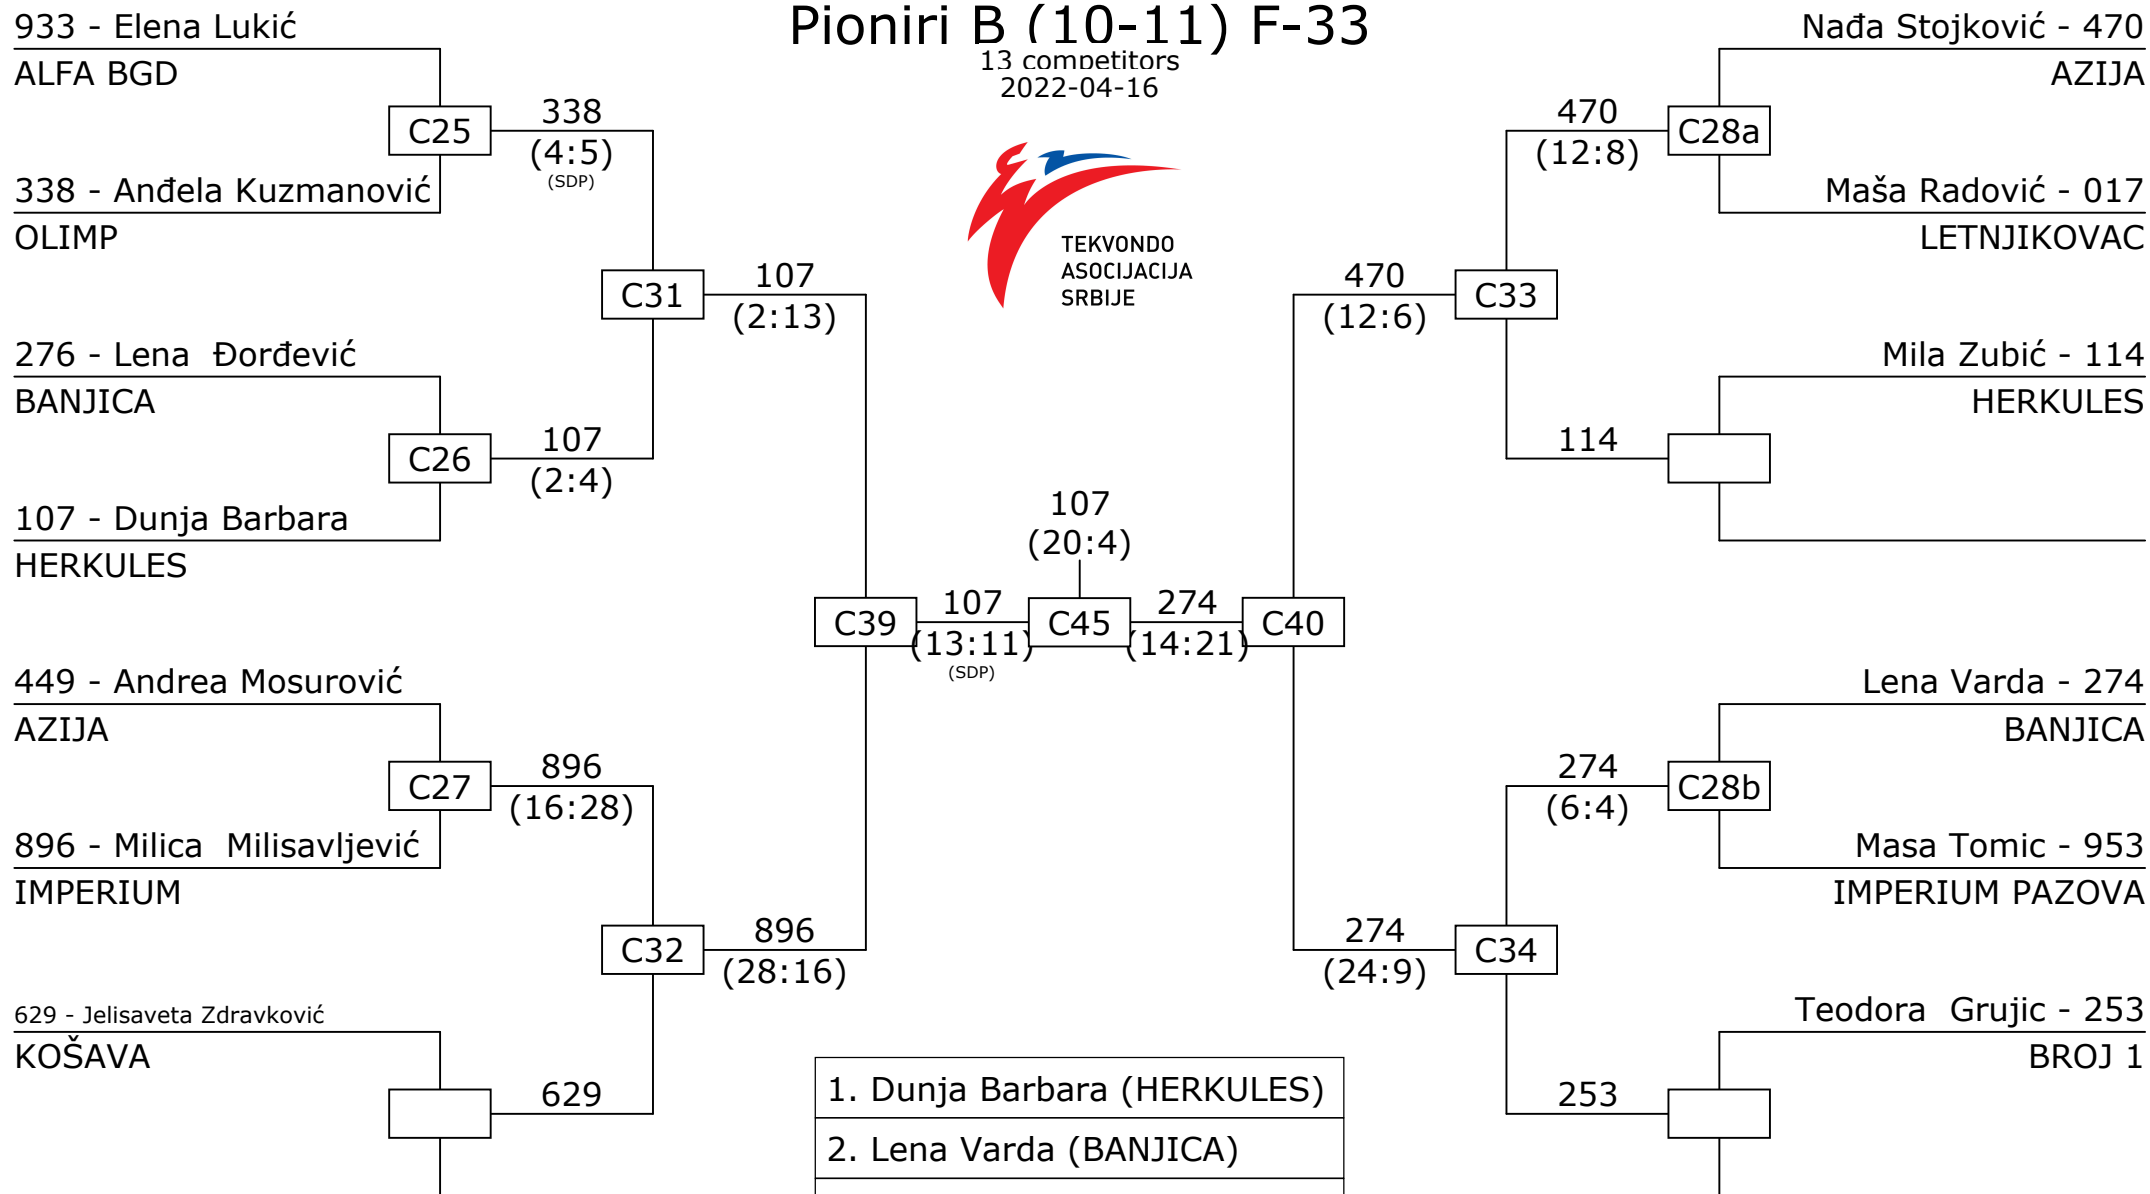 Pioniri B (10-11) F-33
13 competitors
2022-04-16
TEKVONDO
ASOCIJACIJA
SRBIJE
933 - Elena Lukić
ALFA BGD
C25
338
(4:5)
(SDP)
338 - Anđela Kuzmanović
OLIMP
C31
107
(2:13)
276 - Lena  Đorđević
BANJICA
C26
107
(2:4)
107 - Dunja Barbara
HERKULES
449 - Andrea Mosurović
AZIJA
C27
896
(16:28)
896 - Milica  Milisavljević
IMPERIUM
C32
896
(28:16)
629 - Jelisaveta Zdravković
KOŠAVA
629
C39
107
(13:11)
(SDP)
107
(20:4)
C45
274
(14:21)
C40
Nađa Stojković - 470
AZIJA
470
(12:8)
C28a
Maša Radović - 017
LETNJIKOVAC
470
(12:6)
C33
Mila Zubić - 114
HERKULES
114
Lena Varda - 274
BANJICA
274
(6:4)
C28b
Masa Tomic - 953
IMPERIUM PAZOVA
274
(24:9)
C34
Teodora  Grujic - 253
BROJ 1
253
1. Dunja Barbara (HERKULES)
2. Lena Varda (BANJICA)